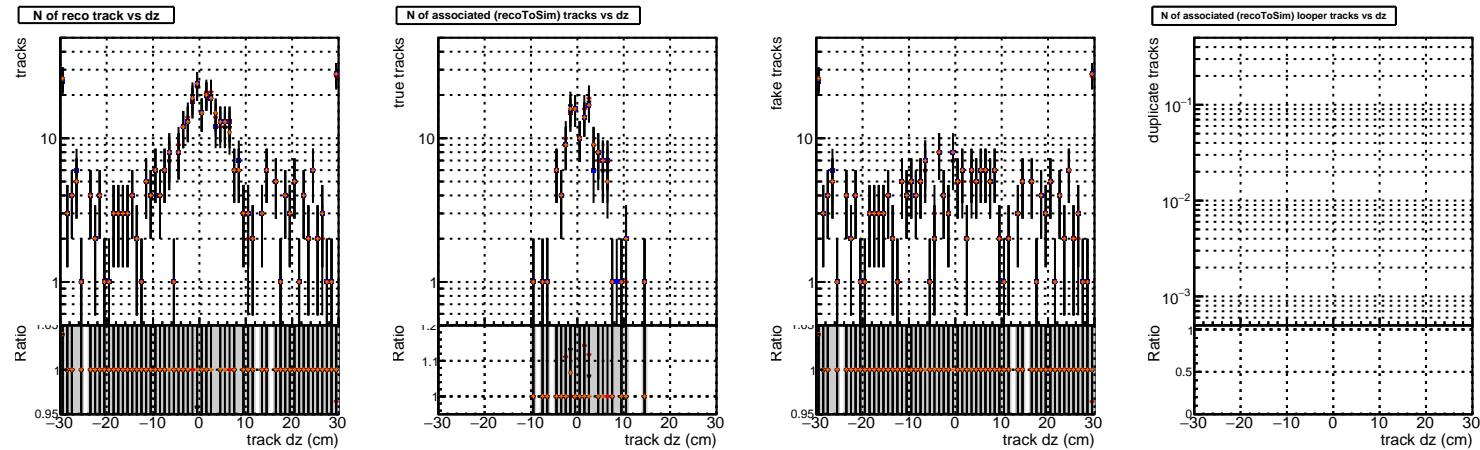 N of reco track vs dz
tracks
10
1
Ratio
1.05
1
0.95
−30 −20 −10 0 10 20 30
track dz (cm)
N of associated (recoToSim) tracks vs dz
true tracks
10
1
Ratio
1.2
1.1
1
−30 −20 −10 0 10 20 30
track dz (cm)
fake tracks
10
1
Ratio
1.05
1
0.95
−30 −20 −10 0 10 20 30
track dz (cm)
N of associated (recoToSim) looper tracks vs dz
duplicate tracks
10−1
10−2
10−3
Ratio
1
0.5
0
−30 −20 −10 0 10 20 30
track dz (cm)